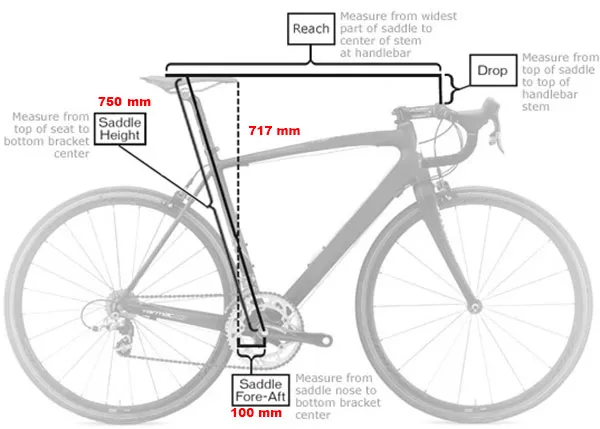 Reach
Measure from widest
part of saddle to
center of stem
at handlebar
Drop
Measure from
top of saddle
to top of
handlebar
stem
750 mm
Measure from
top of seat to
bottom bracket
center
Saddle
Height
717 mm
Saddle
Fore-Aft
100 mm
Measure from
saddle nose to
bottom bracket
center